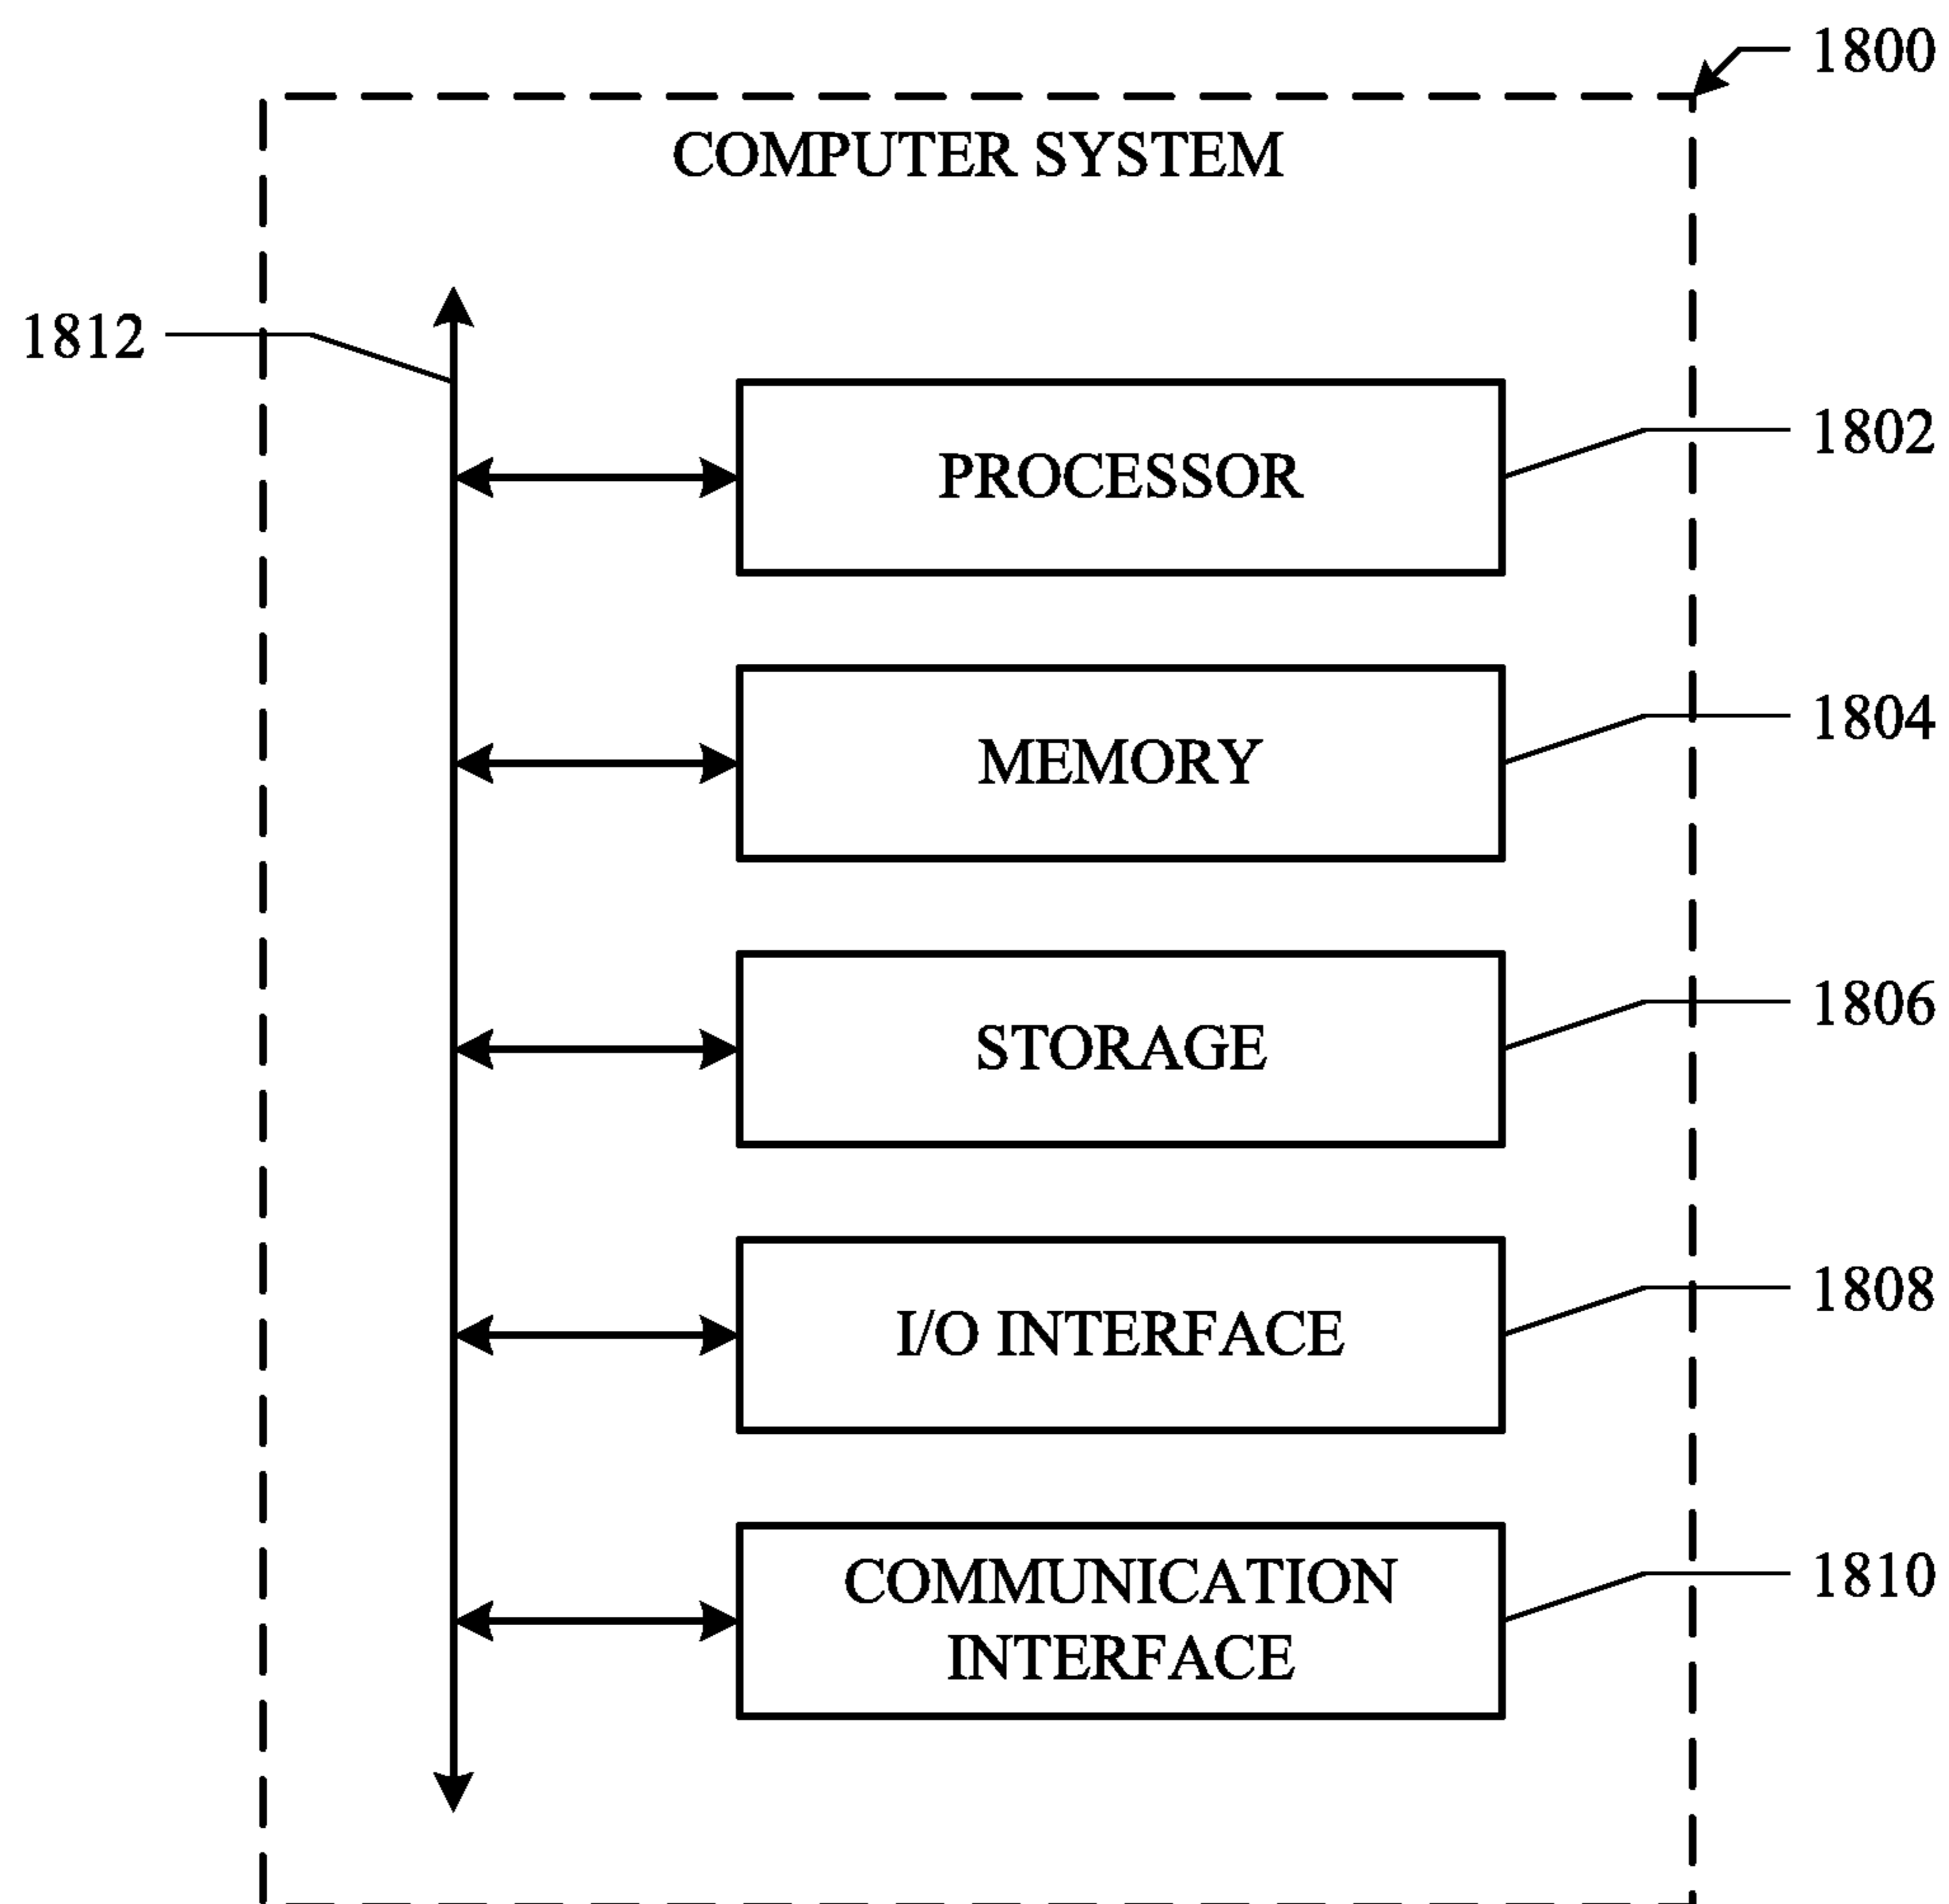 1800
COMPUTER SYSTEM
1812
PROCESSOR
1802
MEMORY
1804
STORAGE
1806
I/O INTERFACE
1808
COMMUNICATION
INTERFACE
1810